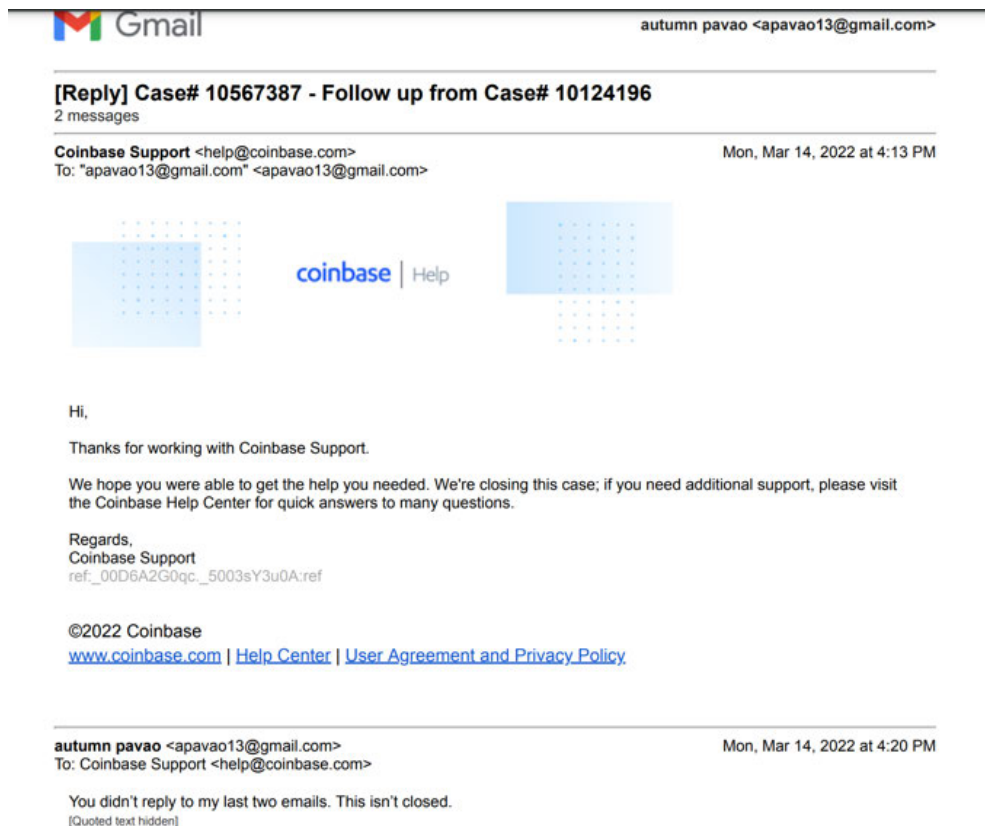 Gmail
autumn pavao <apavao13@gmail.com>
[Reply] Case# 10567387 - Follow up from Case# 10124196
2 messages
Coinbase Support <help@coinbase.com>
Mon, Mar 14, 2022 at 4:13 PM
To: "apavao13@gmail.com" <apavao13@gmail.com>
coinbase | Help
Hi,
Thanks for working with Coinbase Support.
We hope you were able to get the help you needed. We're closing this case; if you need additional support, please visit
the Coinbase Help Center for quick answers to many questions.
Regards,
Coinbase Support
ref:_00D6A2G0qc._5003sY3u0A:ref
©2022 Coinbase
www.coinbase.com | Help Center | User Agreement and Privacy Policy
autumn pavao <apavao13@gmail.com>
Mon, Mar 14, 2022 at 4:20 PM
To: Coinbase Support <help@coinbase.com>
You didn't reply to my last two emails. This isn't closed.
[Quoted text hidden]